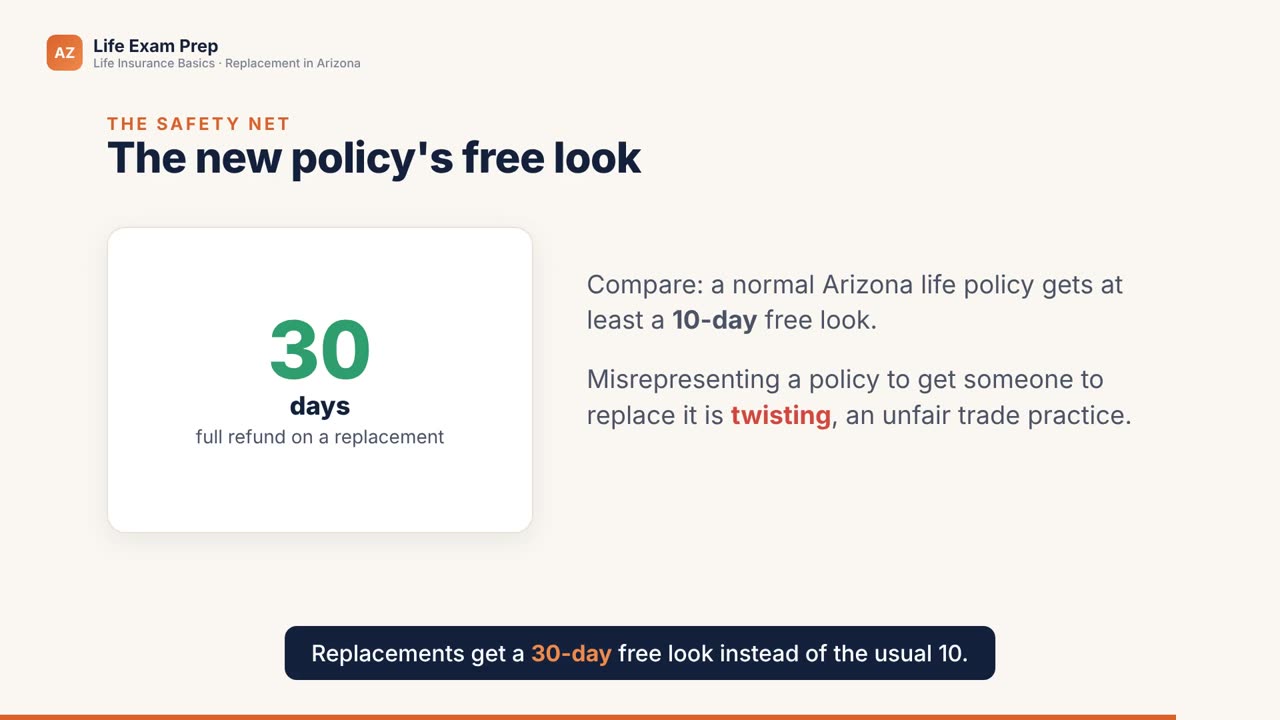 AZ
Life Exam Prep
Life Insurance Basics · Replacement in Arizona
THE SAFETY NET
The new policy's free look
30
days
full refund on a replacement
Compare: a normal Arizona life policy gets at
least a 10-day free look.
Misrepresenting a policy to get someone to
replace it is twisting, an unfair trade practice.
Replacements get a 30-day free look instead of the usual 10.